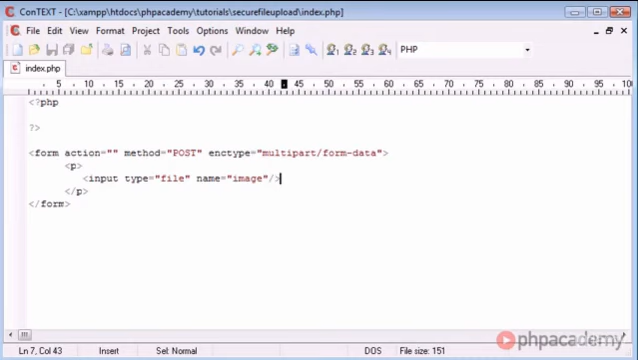 ConTEXT - [C:\xampp\htdocs\phpacademy\tutorials\securefileupload\index.php]
File Edit View Format Project Tools Options Window Help
PHP
index.php
5 10 15 20 25 30 35 40 45 50 55 60 65 70 75 80 85 90 95 100
<?php
?>
<form action="" method="POST" enctype="multipart/form-data">
<p>
<input type="file" name="image"/>
</p>
</form>
phpacademy
Ln 7, Col 43 Insert Sel: Normal DOS File size: 151